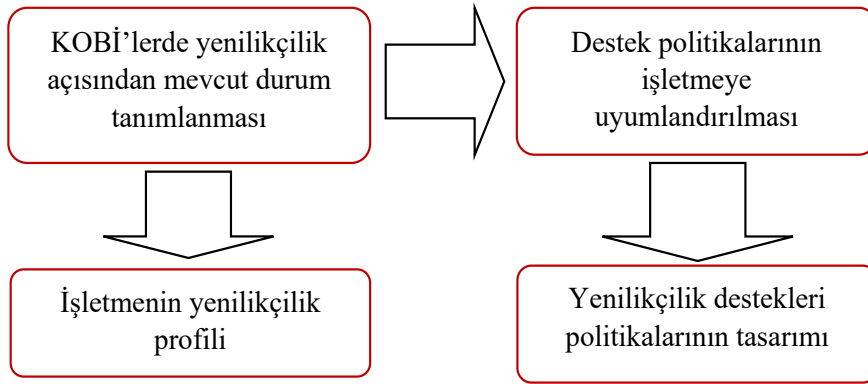 KOBİ’lerde yenilikçilik
açısından mevcut durum
tanımlanması
Destek politikalarının
işletmeye
uyumlandırılması
İşletmenin yenilikçilik
profili
Yenilikçilik destekleri
politikalarının tasarımı